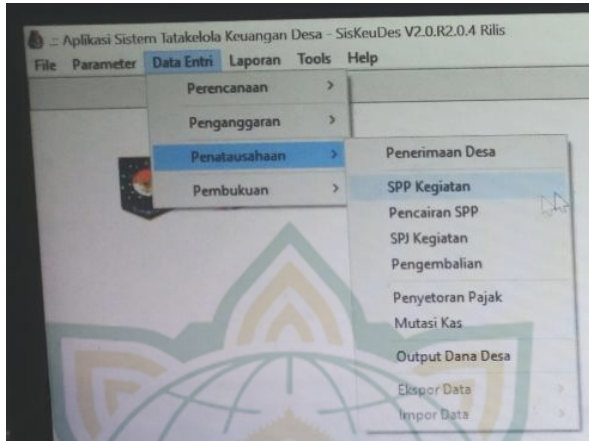 .:: Aplikasi Sistem Tatakelola Keuangan Desa - SisKeuDes V2.0.R2.0.4 Rilis
File Parameter Data Entri Laporan Tools Help
Perencanaan
Penganggaran
Penatausahaan
Pembukuan
Penerimaan Desa
SPP Kegiatan
Pencairan SPP
SPJ Kegiatan
Pengembalian
Penyetoran Pajak
Mutasi Kas
Output Dana Desa
Ekspor Data
Impor Data